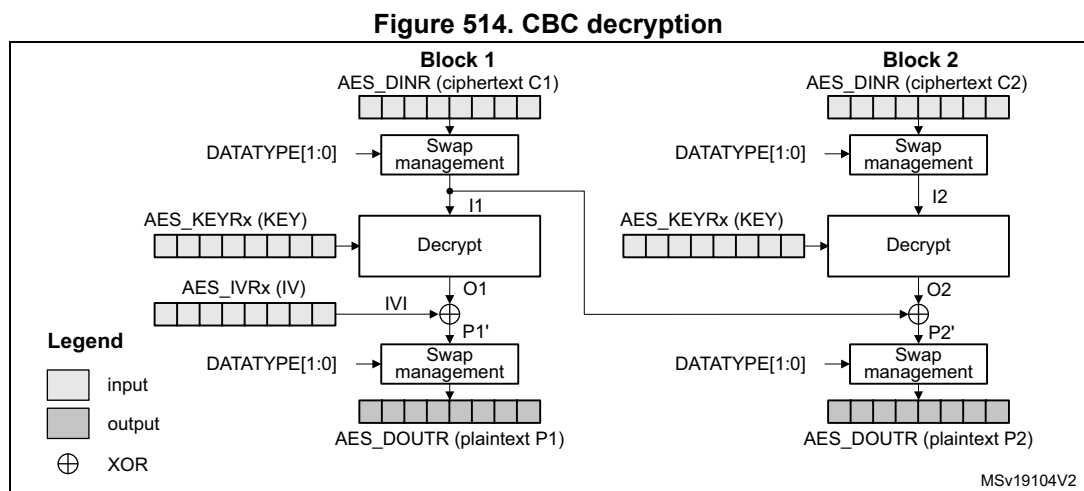 Figure 514. CBC decryption
Block 1
AES_DINR (ciphertext C1)
DATATYPE[1:0]
Swap
management
I1
AES_KEYRx (KEY)
Decrypt
O1
AES_IVRx (IV)
IVI
P1'
DATATYPE[1:0]
Swap
management
AES_DOUTR (plaintext P1)
Block 2
AES_DINR (ciphertext C2)
DATATYPE[1:0]
Swap
management
I2
AES_KEYRx (KEY)
Decrypt
O2
P2'
DATATYPE[1:0]
Swap
management
AES_DOUTR (plaintext P2)
Legend
input
output
XOR
MSv19104V2